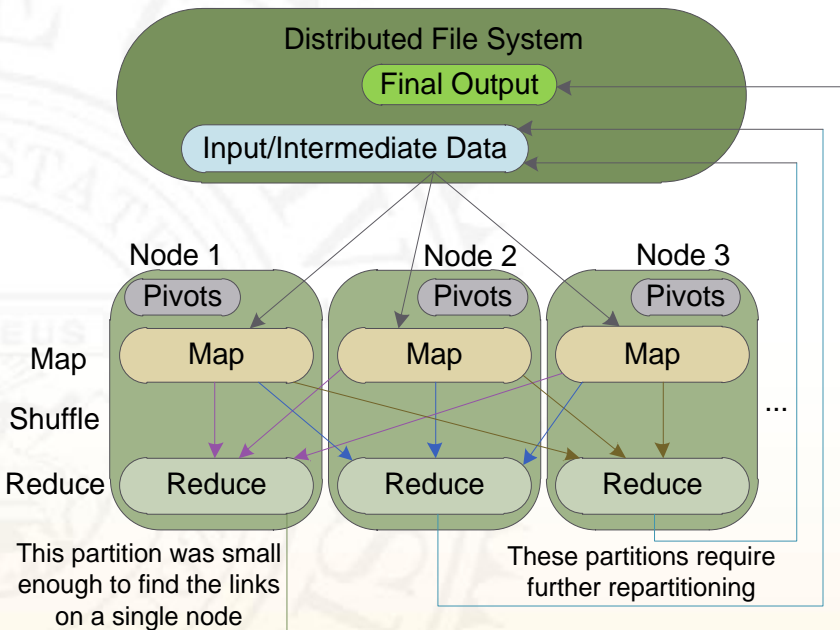 Distributed File System
Final Output
Input/Intermediate Data
Node 1
Node 2
Node 3
Pivots
Pivots
Pivots
Map
Map
Map
Map
Shuffle
...
Reduce
Reduce
Reduce
Reduce
This partition was small
enough to find the links
on a single node
These partitions require
further repartitioning